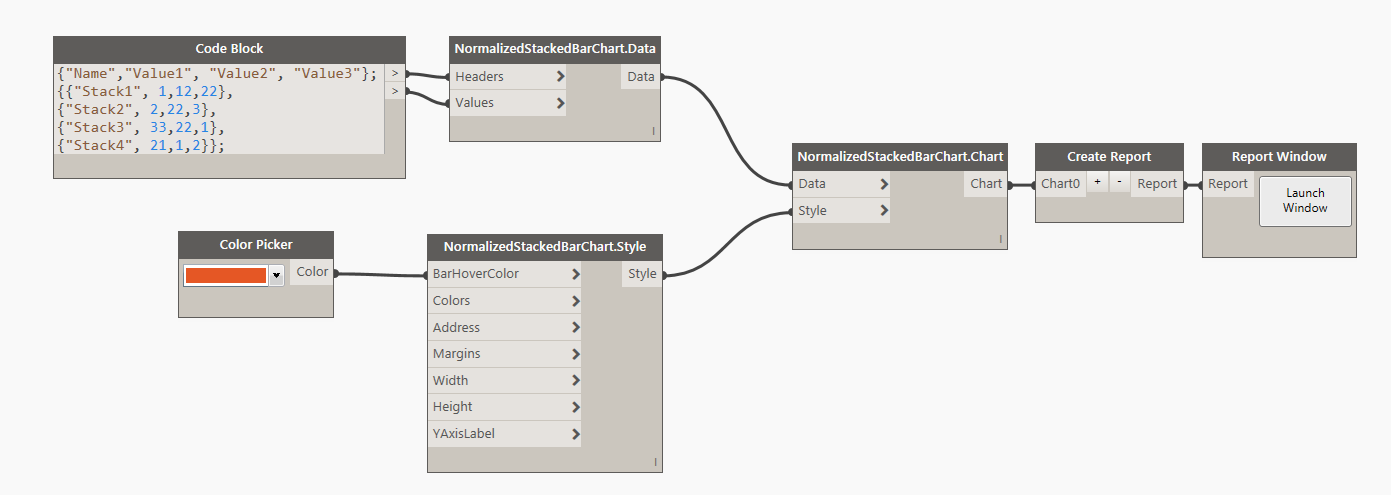 Code Block
{"Name","Value1", "Value2", "Value3"};
>
{{"Stack1", 1,12,22},
>
{"Stack2", 2,22,3},
{"Stack3", 33,22,1},
{"Stack4", 21,1,2}};
NormalizedStackedBarChart.Data
Headers
Data
Values
Color Picker
Color
NormalizedStackedBarChart.Style
BarHoverColor
Style
Colors
Address
Margins
Width
Height
YAxisLabel
NormalizedStackedBarChart.Chart
Data
Chart
Style
Create Report
Chart0 + - Report
Report Window
Report
Launch
Window